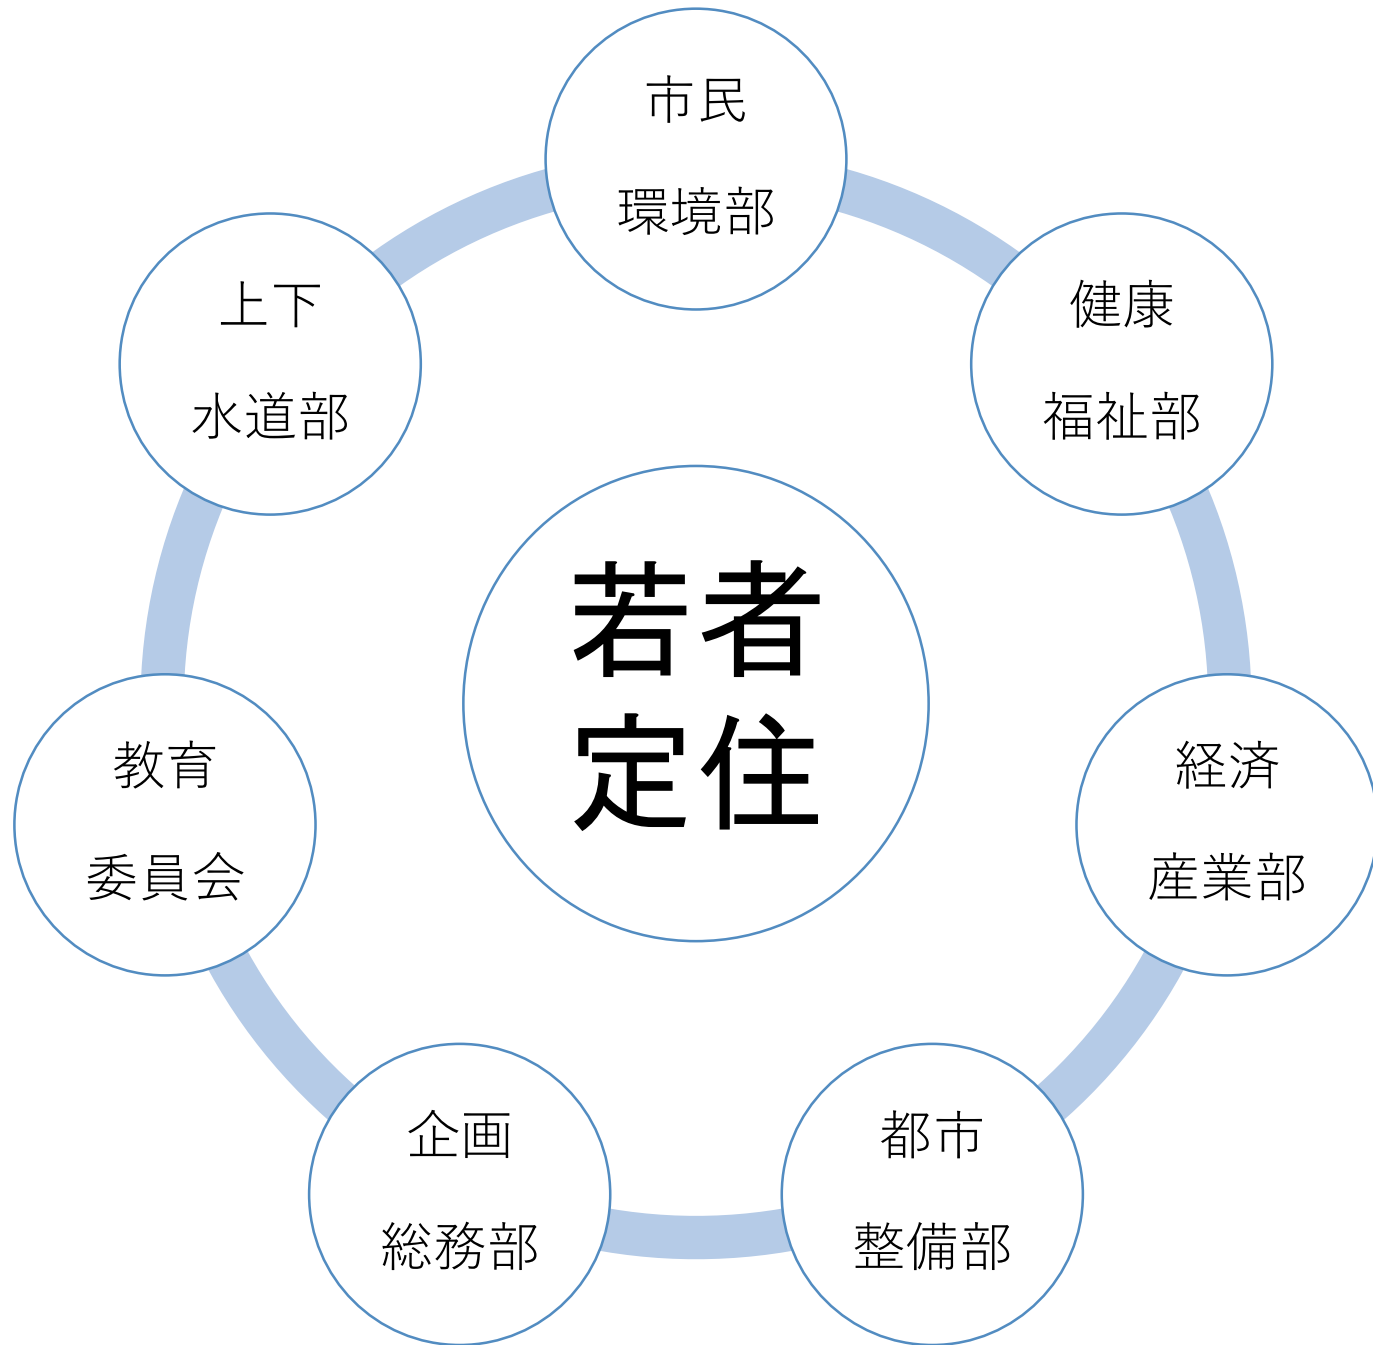 市民
環境部
健康
福祉部
経済
産業部
都市
整備部
企画
総務部
教育
委員会
上下
水道部
若者
定住